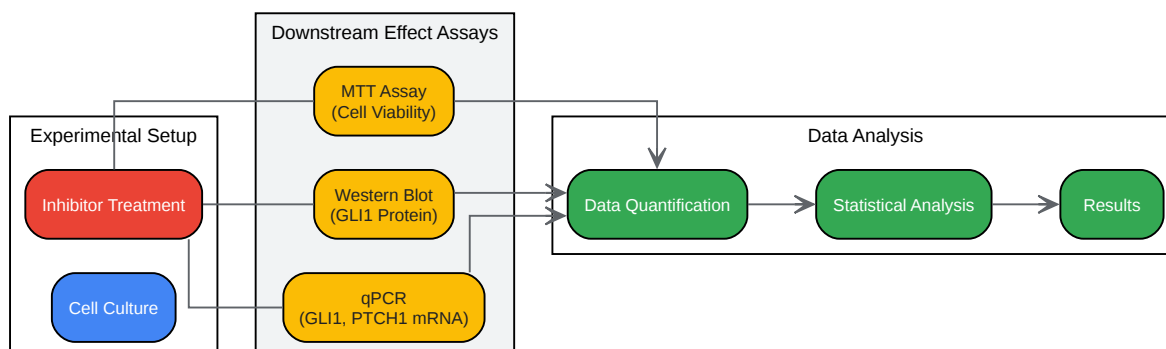 Experimental Setup
Inhibitor Treatment
Cell Culture
Downstream Effect Assays
MTT Assay
(Cell Viability)
Western Blot
(GLI1 Protein)
qPCR
(GLI1, PTCH1 mRNA)
Data Analysis
Data Quantification
Statistical Analysis
Results